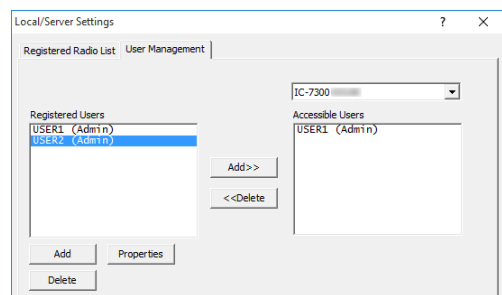 Local/Server Settings
? ×
Registered Radio List User Management
IC-7300
Registered Users
USER1 (Admin)
USER2 (Admin)
Accessible Users
USER1 (Admin)
Add>>
<<Delete
Add Properties
Delete